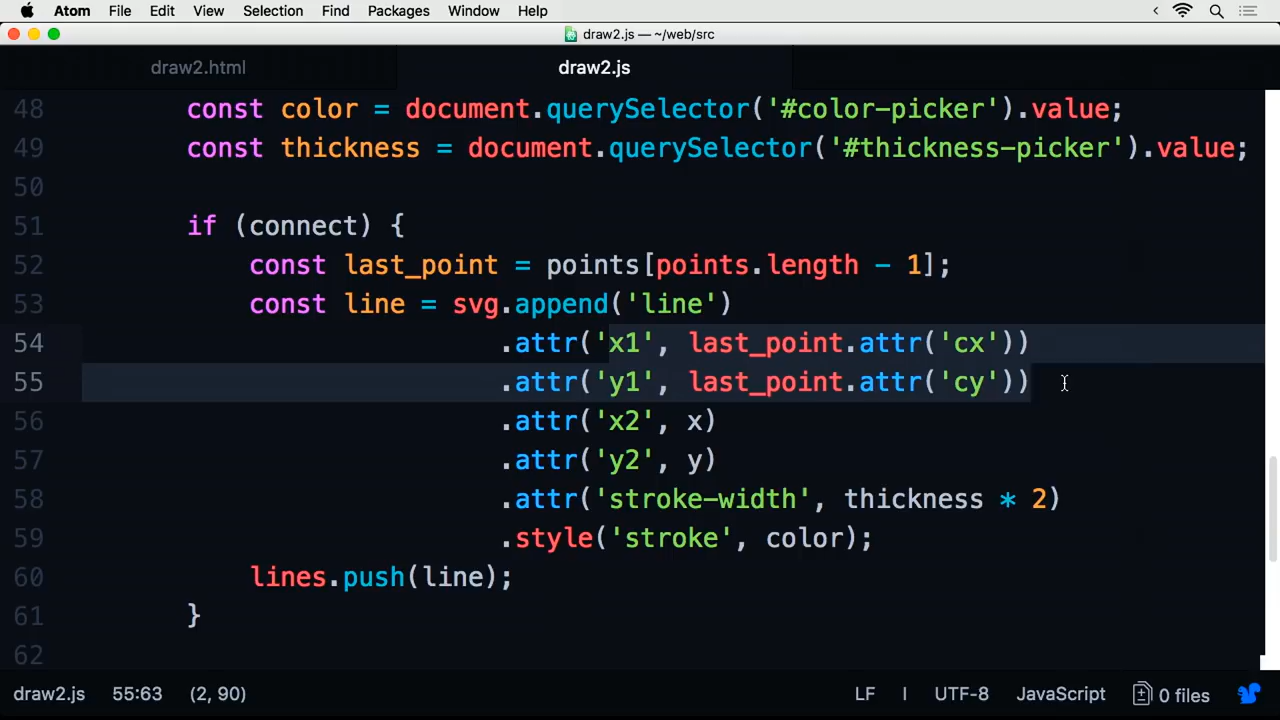 Atom File Edit View Selection Find Packages Window Help
draw2.js — ~/web/src
draw2.html draw2.js
48 const color = document.querySelector('#color-picker').value;
49 const thickness = document.querySelector('#thickness-picker').value;
50
51 if (connect) {
52 const last_point = points[points.length - 1];
53 const line = svg.append('line')
54 .attr('x1', last_point.attr('cx'))
55 .attr('y1', last_point.attr('cy'))
56 .attr('x2', x)
57 .attr('y2', y)
58 .attr('stroke-width', thickness * 2)
59 .style('stroke', color);
60 lines.push(line);
61 }
62
draw2.js 55:63 (2, 90) LF UTF-8 JavaScript 0 files